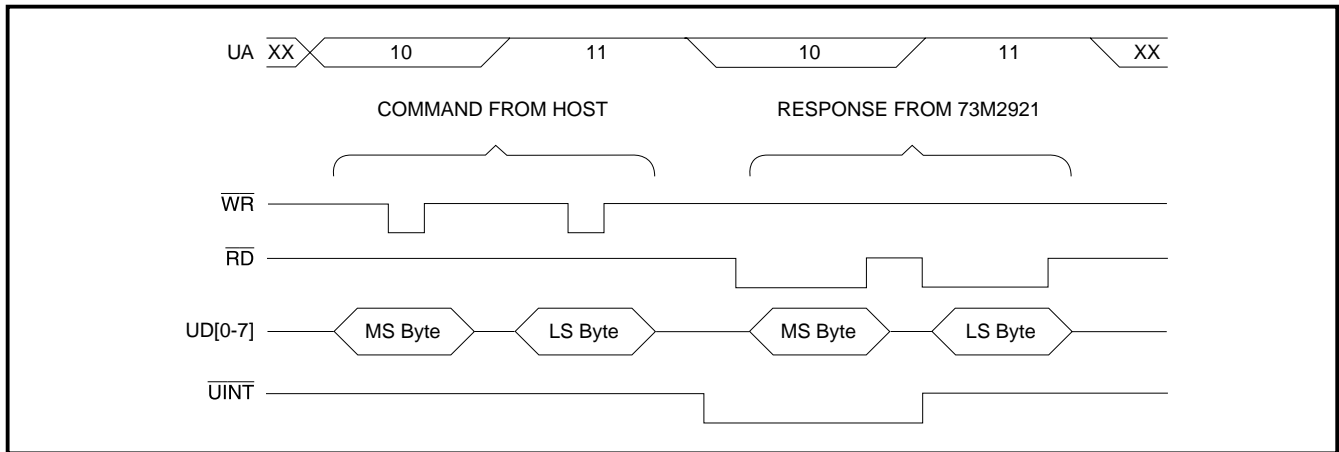 UA XX 10 11 10 11 XX
COMMAND FROM HOST RESPONSE FROM 73M2921
WR
RD
UD[0-7] MS Byte LS Byte MS Byte LS Byte
UINT